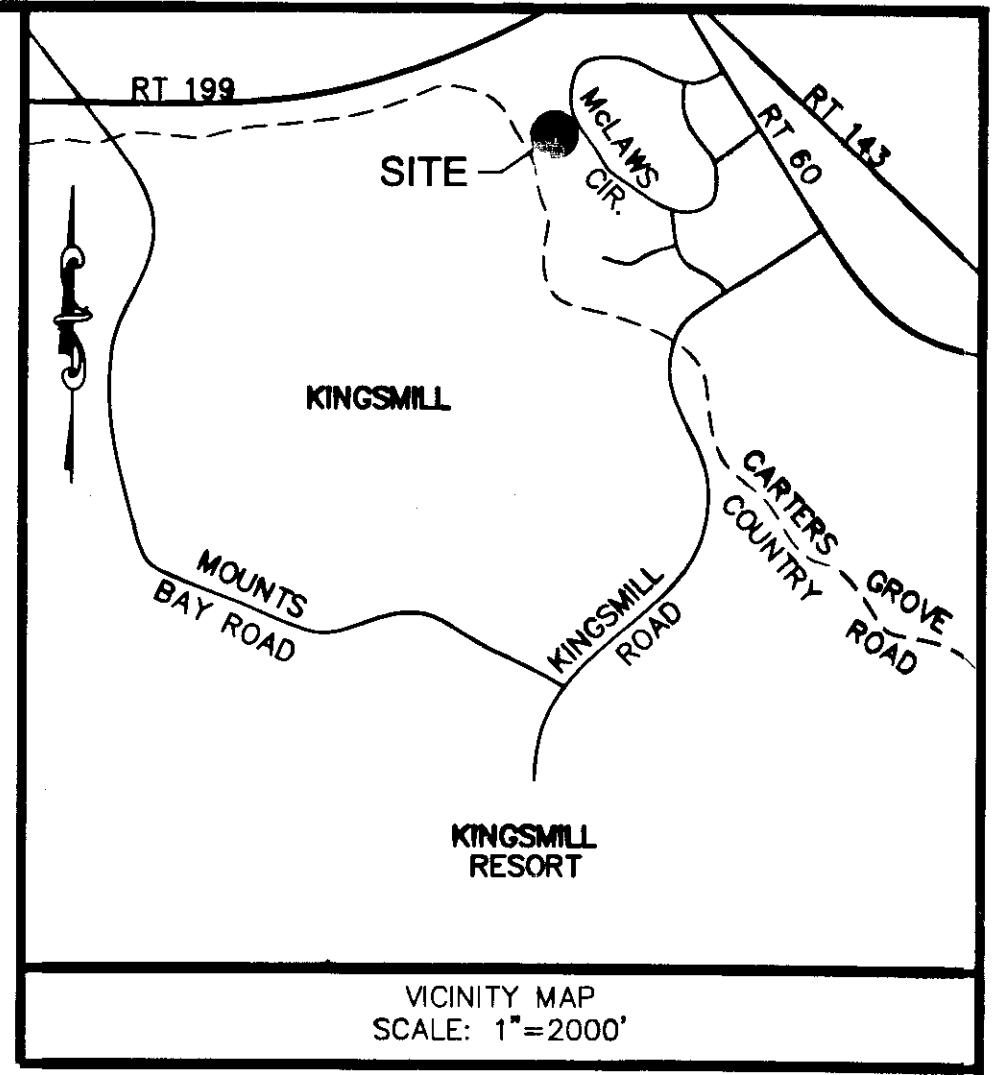 RT 199
McLAWS
CIR.
RT 60
RT 143
SITE
KINGSMILL
CARTERS
COUNTRY
GROVE
ROAD
MOUNTS
BAY ROAD
KINGSMILL
ROAD
KINGSMILL
RESORT
VICINITY MAP
SCALE: 1"=2000'